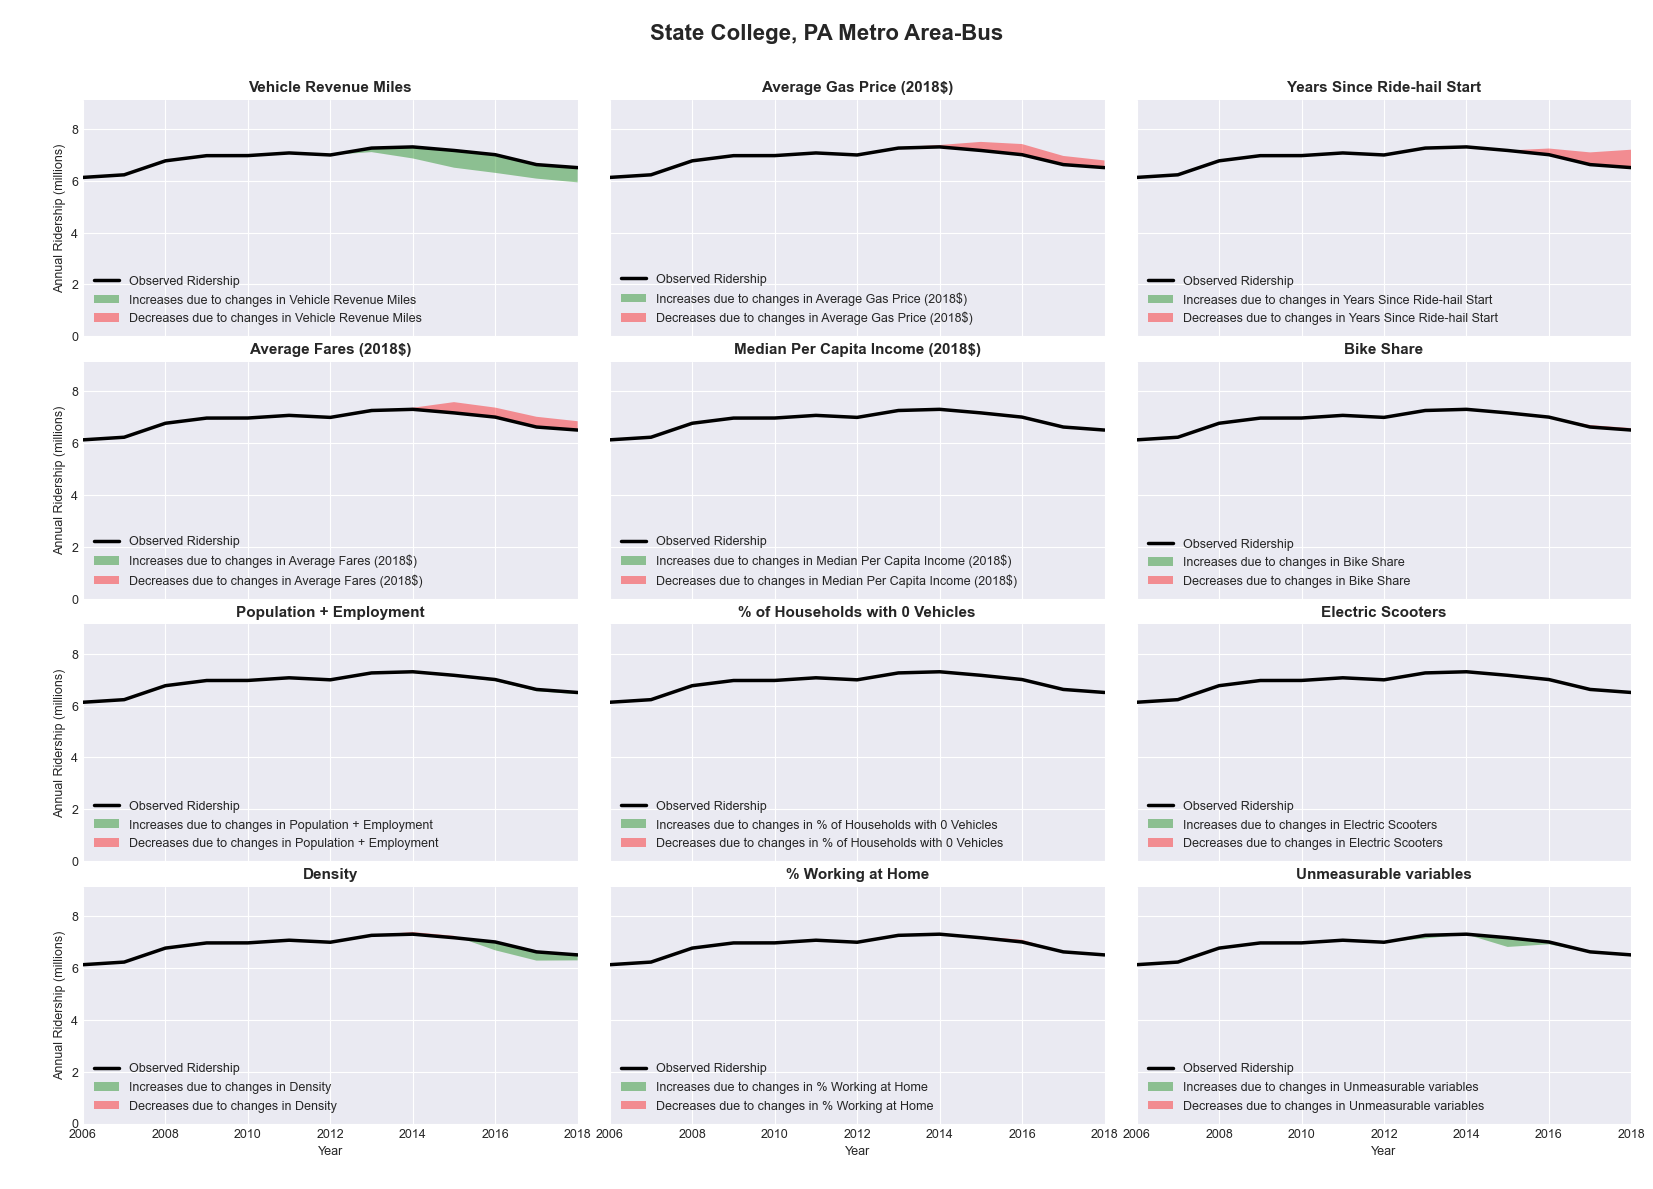 State College, PA Metro Area-Bus
Vehicle Revenue Miles
Annual Ridership (millions)
8
6
4
2
0
Observed Ridership
Increases due to changes in Vehicle Revenue Miles
Decreases due to changes in Vehicle Revenue Miles
Average Gas Price (2018$)
Observed Ridership
Increases due to changes in Average Gas Price (2018$)
Decreases due to changes in Average Gas Price (2018$)
Years Since Ride-hail Start
Observed Ridership
Increases due to changes in Years Since Ride-hail Start
Decreases due to changes in Years Since Ride-hail Start
Average Fares (2018$)
Annual Ridership (millions)
8
6
4
2
0
Observed Ridership
Increases due to changes in Average Fares (2018$)
Decreases due to changes in Average Fares (2018$)
Median Per Capita Income (2018$)
Observed Ridership
Increases due to changes in Median Per Capita Income (2018$)
Decreases due to changes in Median Per Capita Income (2018$)
Bike Share
Observed Ridership
Increases due to changes in Bike Share
Decreases due to changes in Bike Share
Population + Employment
Annual Ridership (millions)
8
6
4
2
0
Observed Ridership
Increases due to changes in Population + Employment
Decreases due to changes in Population + Employment
% of Households with 0 Vehicles
Observed Ridership
Increases due to changes in % of Households with 0 Vehicles
Decreases due to changes in % of Households with 0 Vehicles
Electric Scooters
Observed Ridership
Increases due to changes in Electric Scooters
Decreases due to changes in Electric Scooters
Density
Annual Ridership (millions)
8
6
4
2
0
Observed Ridership
Increases due to changes in Density
Decreases due to changes in Density
2006 2008 2010 2012 2014 2016 2018
Year
% Working at Home
Observed Ridership
Increases due to changes in % Working at Home
Decreases due to changes in % Working at Home
2006 2008 2010 2012 2014 2016 2018
Year
Unmeasurable variables
Observed Ridership
Increases due to changes in Unmeasurable variables
Decreases due to changes in Unmeasurable variables
2006 2008 2010 2012 2014 2016 2018
Year